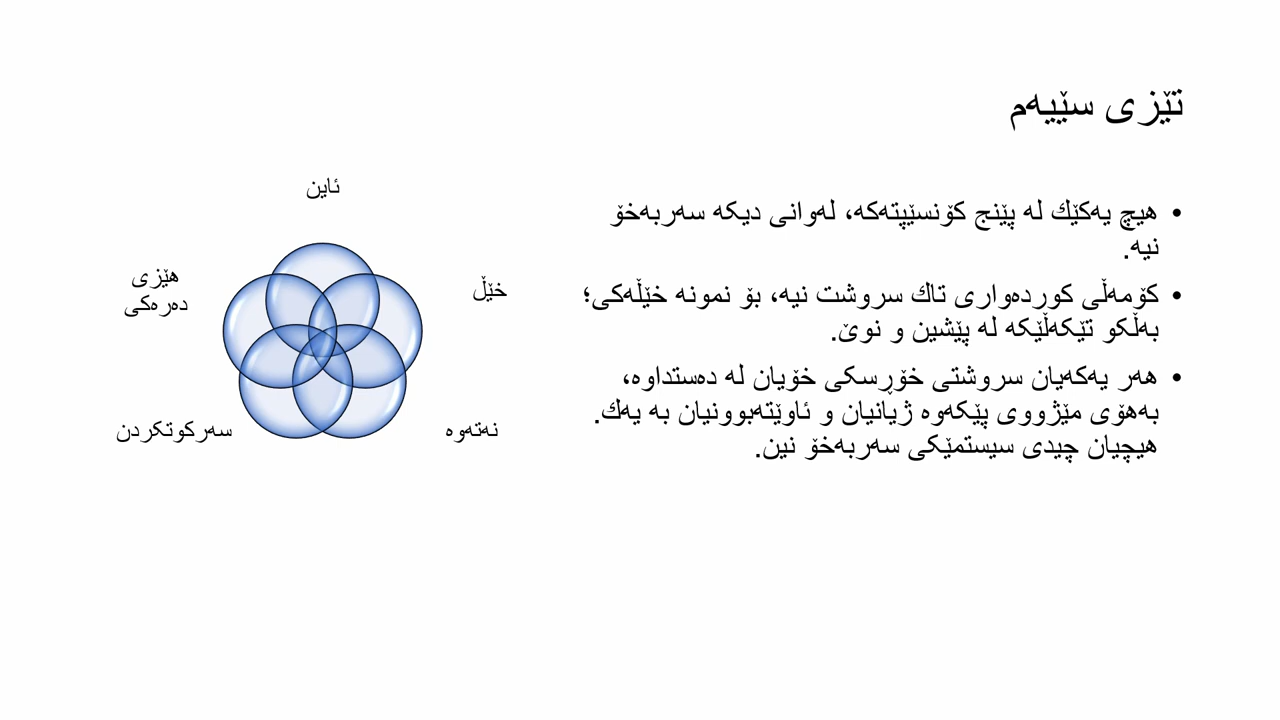 تێزی سێیەم
• هیچ یەکێك لە پێنج کۆنسێپتەکە، لەوانی دیکە سەربەخۆ
نیە.
• کۆمەڵی کوردەواری تاك سروشت نیە، بۆ نمونە خێڵەکی؛
بەڵکو تێکەڵێکە لە پێشین و نوێ.
• هەر یەکەیان سروشتی خۆڕسکی خۆیان لە دەستداوە،
بەهۆی مێژووی پێکەوە ژیانیان و ئاوێتەبوونیان بە یەك.
هیچیان چیدی سیستمێکی سەربەخۆ نین.
ئاین
خێڵ
نەتەوە
سەرکوتکردن
هێزی
دەرەکی